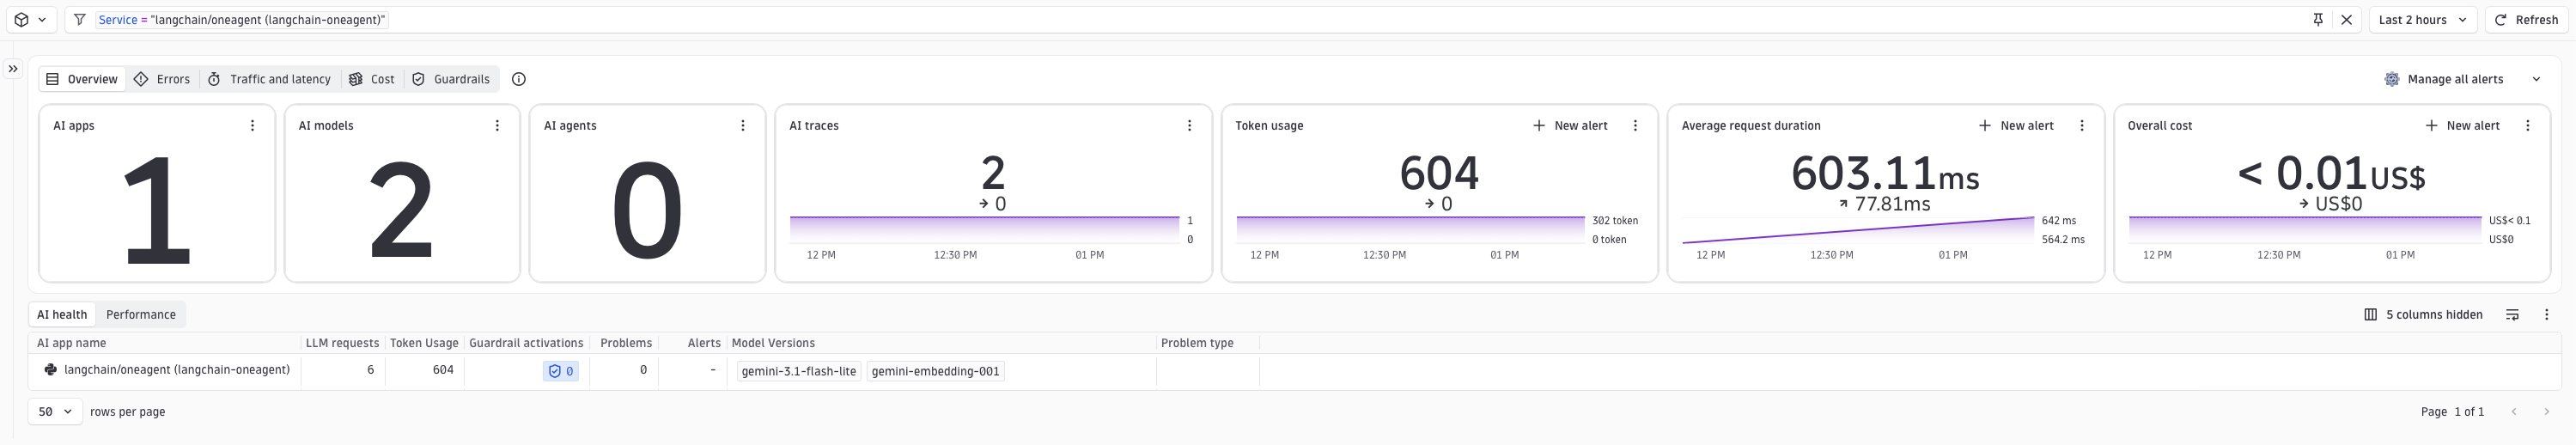 Service = "langchain/oneagent (langchain-oneagent)"
Last 2 hours
Refresh
Overview
Errors
Traffic and latency
Cost
Guardrails
Manage all alerts
AI apps
1
AI models
2
AI agents
0
AI traces
2
0
1
0
12 PM
12:30 PM
01 PM
Token usage
New alert
604
0
302 token
0 token
12 PM
12:30 PM
01 PM
Average request duration
New alert
603.11ms
77.81ms
642 ms
564.2 ms
12 PM
12:30 PM
01 PM
Overall cost
New alert
< 0.01US$
US$0
US$< 0.1
US$0
12 PM
12:30 PM
01 PM
AI health
Performance
5 columns hidden
AI app name LLM requests Token Usage Guardrail activations Problems Alerts Model Versions Problem type
langchain/oneagent (langchain-oneagent) 6 604 0 0 - gemini-3.1-flash-lite gemini-embedding-001
50 rows per page
Page 1 of 1